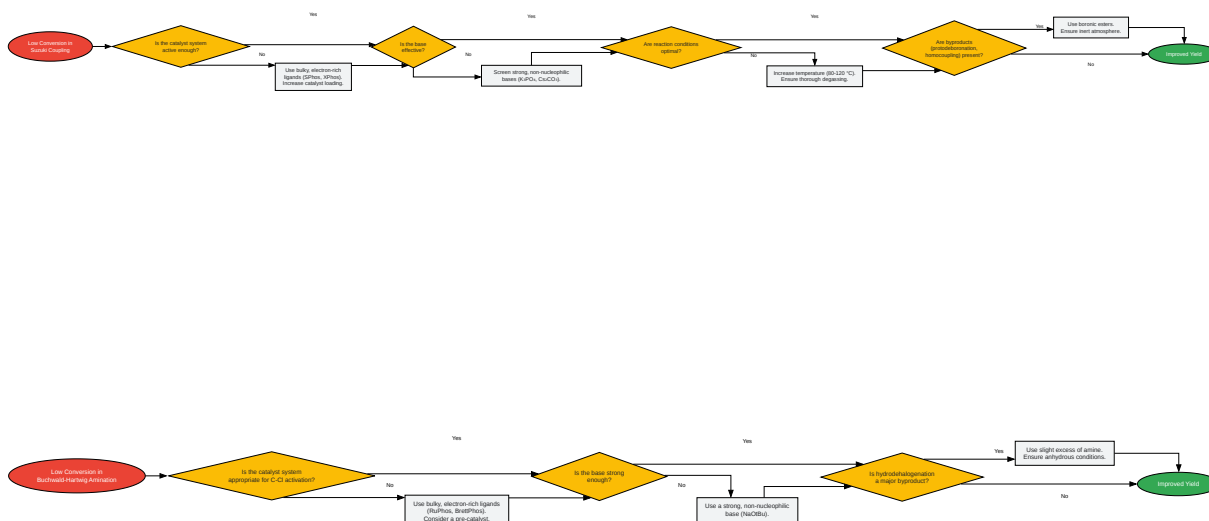 Yes
Yes
Yes
Low Conversion in
Suzuki Coupling
Is the catalyst system
active enough?
No
Use bulky, electron-rich
ligands (SPhos, XPhos).
Increase catalyst loading.
Is the base
effective?
No
Screen strong, non-nucleophilic
bases (K₃PO₄, Cs₂CO₃).
Are reaction conditions
optimal?
No
Increase temperature (80-120 °C).
Ensure thorough degassing.
Are byproducts
(protodeboronation,
homocoupling) present?
Yes
Use boronic esters.
Ensure inert atmosphere.
No
Improved Yield
Yes
Yes
Low Conversion in
Buchwald-Hartwig Amination
Is the catalyst system
appropriate for C-Cl activation?
No
Use bulky, electron-rich ligands
(RuPhos, BrettPhos).
Consider a pre-catalyst.
Is the base strong
enough?
No
Use a strong, non-nucleophilic
base (NaOtBu).
Is hydrodehalogenation
a major byproduct?
Yes
Use slight excess of amine.
Ensure anhydrous conditions.
No
Improved Yield